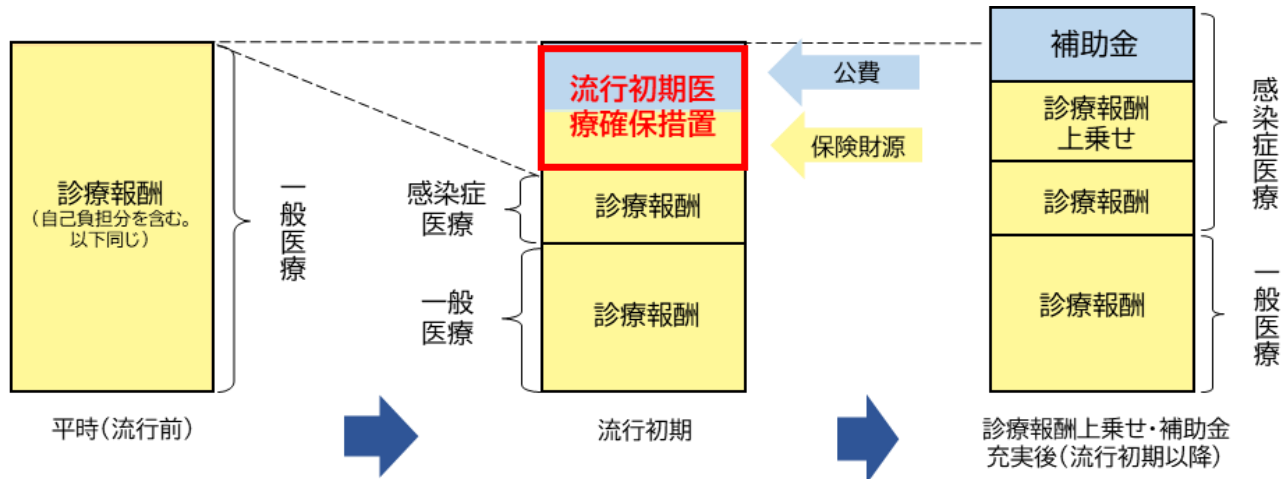 診療報酬
（自己負担分を含む。
以下同じ）
一般医療
平時（流行前）
流行初期医
療確保措置
公費
保険財源
感染症
医療
診療報酬
一般
医療
診療報酬
流行初期
補助金
診療報酬
上乗せ
診療報酬
感染症医療
診療報酬
一般医療
診療報酬上乗せ・補助金
充実後（流行初期以降）